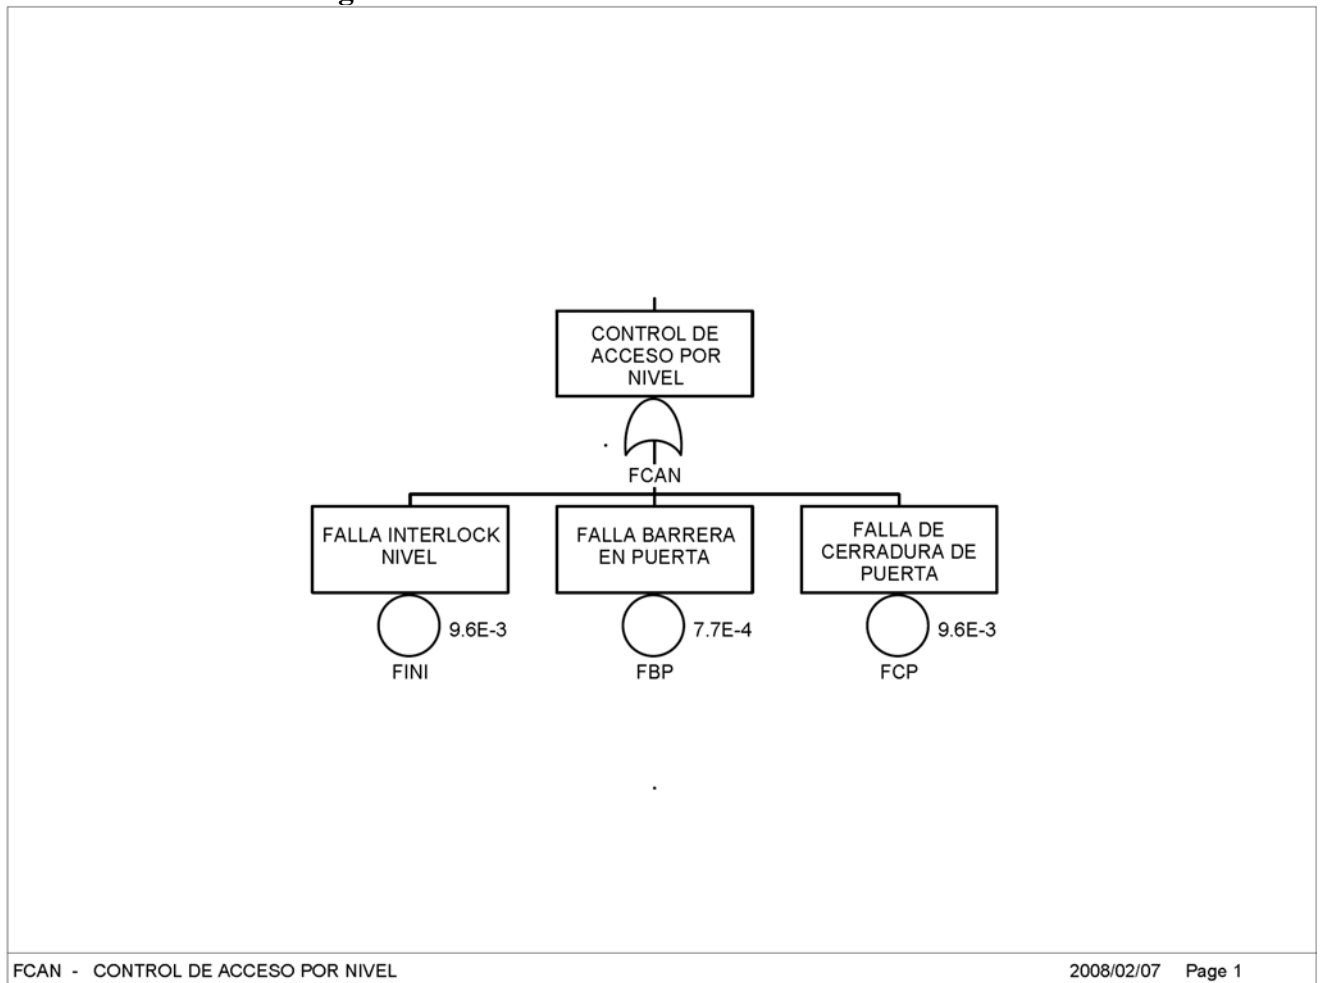 g
CONTROL DE
ACCESO POR
NIVEL
FCAN
FALLA INTERLOCK
NIVEL
FALLA BARRERA
EN PUERTA
FALLA DE
CERRADURA DE
PUERTA
9.6E-3
7.7E-4
9.6E-3
FINI
FBP
FCP
FCAN - CONTROL DE ACCESO POR NIVEL
2008/02/07 Page 1